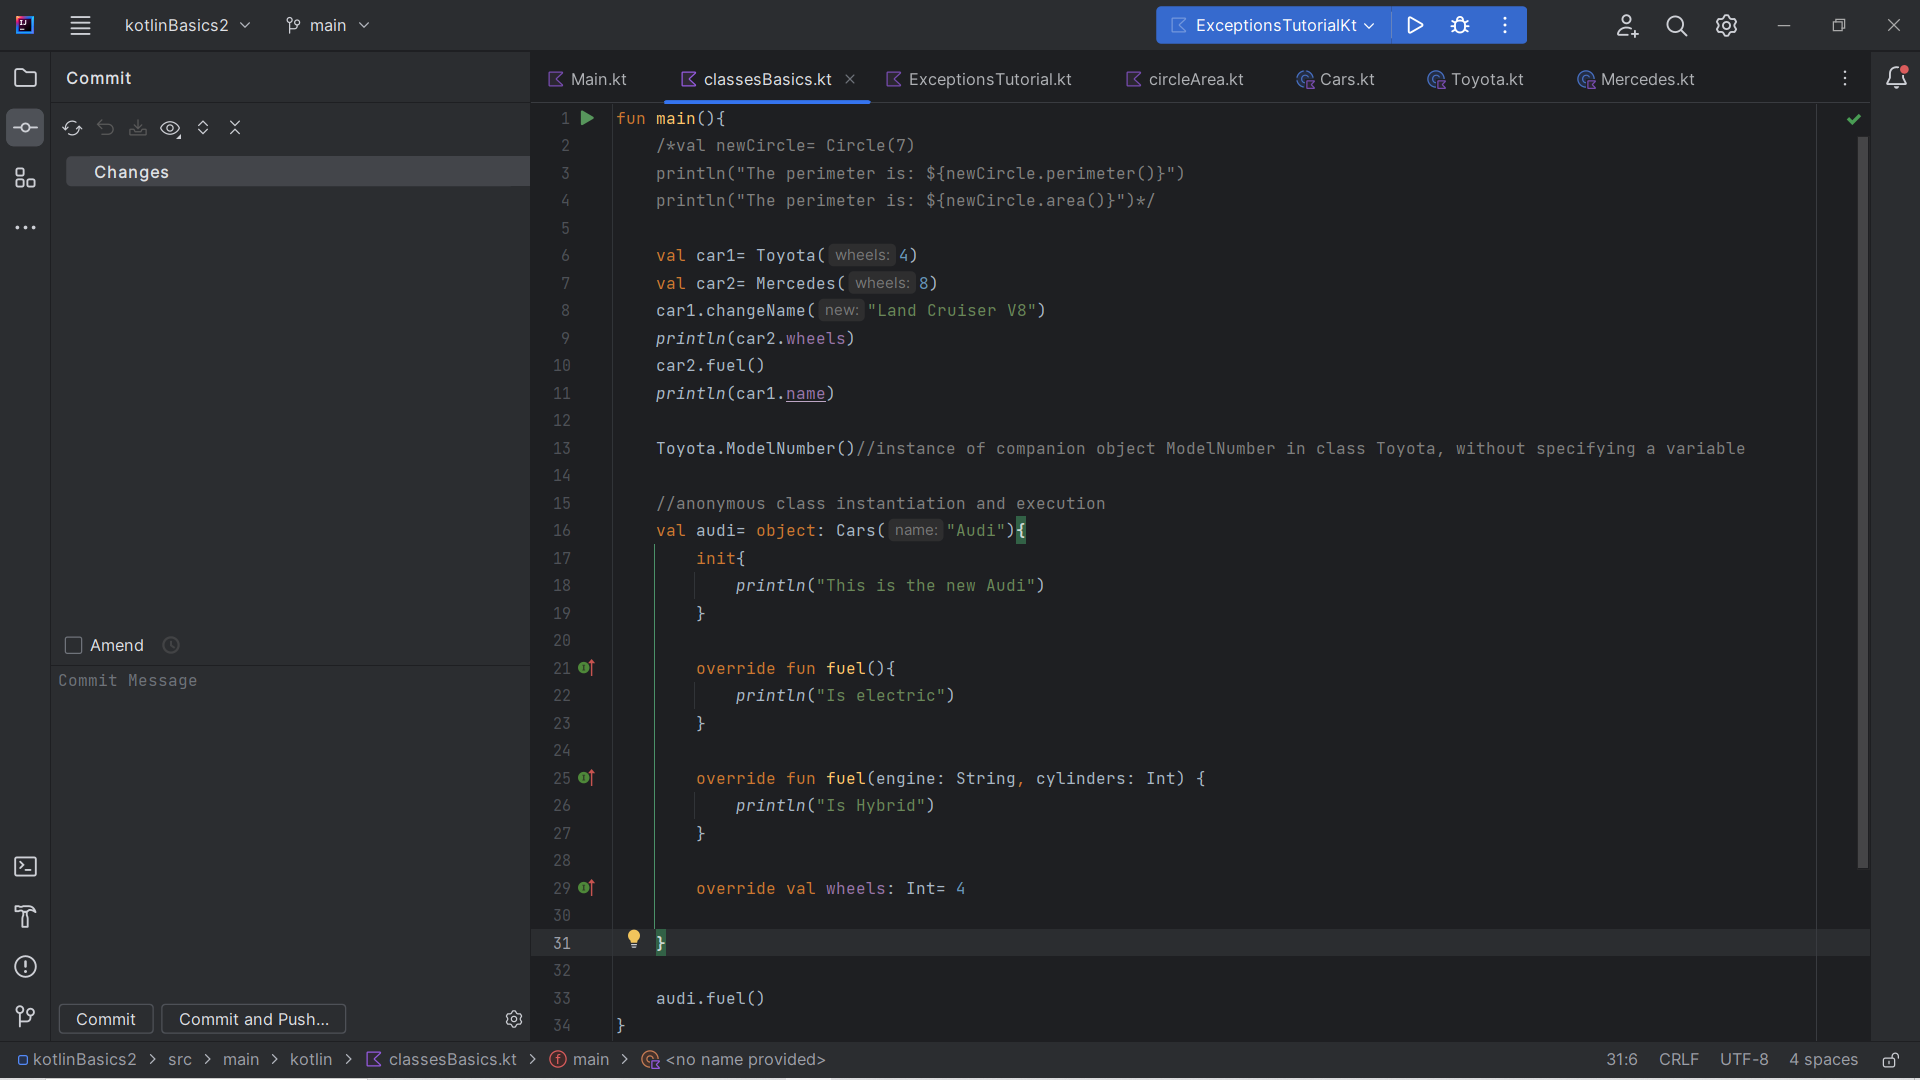 kotlinBasics2 main ExceptionsTutorialKt
Commit
Main.kt classesBasics.kt ExceptionsTutorial.kt circleArea.kt Cars.kt Toyota.kt Mercedes.kt
Changes
1 fun main(){
2 /*val newCircle= Circle(7)
3 println("The perimeter is: ${newCircle.perimeter()}")
4 println("The perimeter is: ${newCircle.area()}")*/
5
6 val car1= Toyota( wheels: 4)
7 val car2= Mercedes( wheels: 8)
8 car1.changeName( new: "Land Cruiser V8")
9 println(car2.wheels)
10 car2.fuel()
11 println(car1.name)
12
13 Toyota.ModelNumber()//instance of companion object ModelNumber in class Toyota, without specifying a variable
14
15 //anonymous class instantiation and execution
16 val audi= object: Cars( name: "Audi"){
17 init{
18 println("This is the new Audi")
19 }
20
21 override fun fuel(){
22 println("Is electric")
23 }
24
25 override fun fuel(engine: String, cylinders: Int) {
26 println("Is Hybrid")
27 }
28
29 override val wheels: Int= 4
30
31 }
32
33 audi.fuel()
34 }
Amend
Commit Message
Commit Commit and Push...
kotlinBasics2 > src > main > kotlin > classesBasics.kt > main > <no name provided>
31:6 CRLF UTF-8 4 spaces